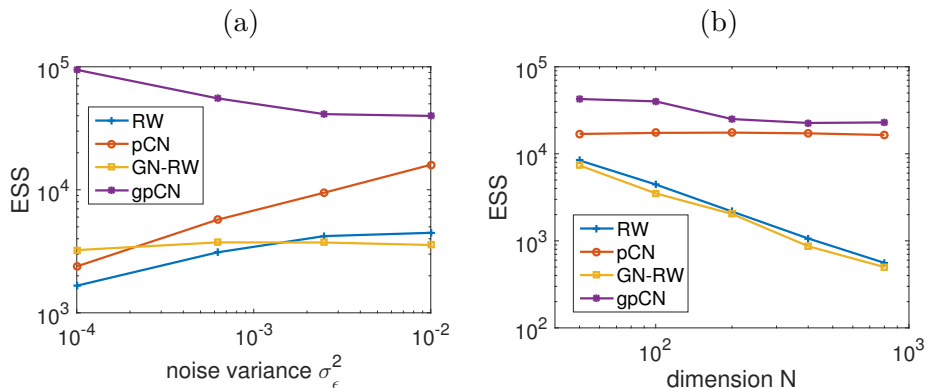 (a)
10^5
10^4
10^3
ESS
RW
pCN
GN-RW
gpCN
10^-4
10^-3
10^-2
noise variance σ_ϵ^2
(b)
10^5
10^4
10^3
10^2
ESS
RW
pCN
GN-RW
gpCN
10^2
10^3
dimension N